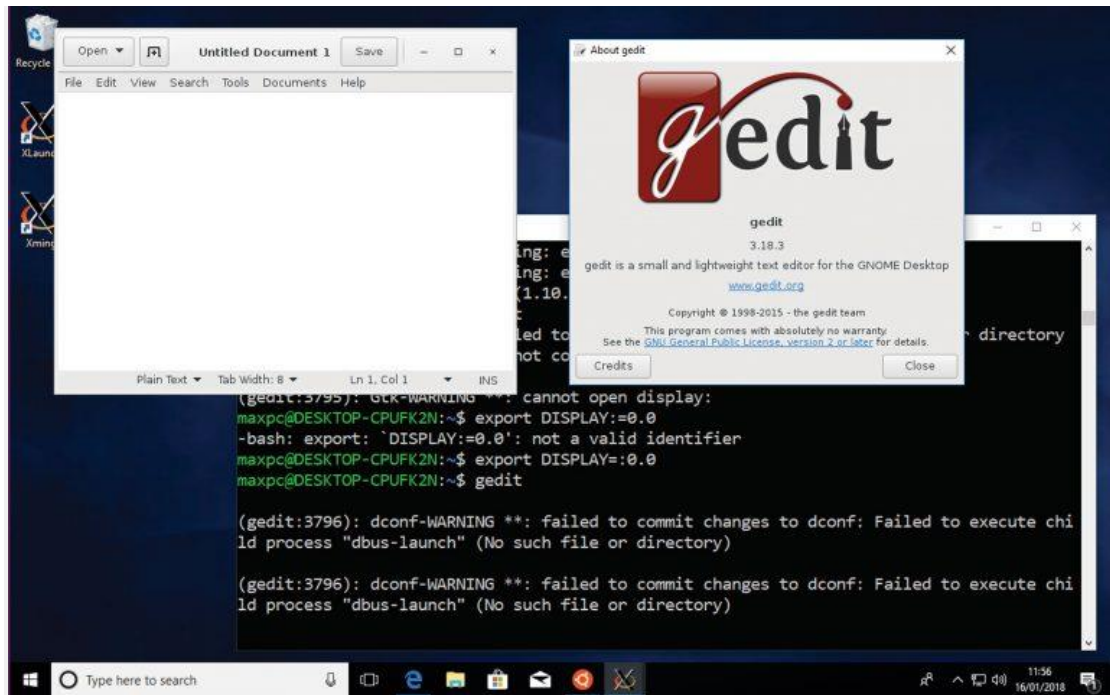 Recycle
XLaun
Xming
Open
Untitled Document 1
Save
File Edit View Search Tools Documents Help
Plain Text
Tab Width: 8
Ln 1, Col 1
INS
About gedit
gedit
gedit
3.18.3
gedit is a small and lightweight text editor for the GNOME Desktop
www.gedit.org
Copyright © 1998-2015 - the gedit team
This program comes with absolutely no warranty.
See the GNU General Public License, version 2 or later for details.
Credits
Close
ing: e
ing: e
(1.10.
led to
directory
not co
(gedit:3795): Gtk-WARNING **: cannot open display:
maxpc@DESKTOP-CPUFK2N:~$ export DISPLAY:=0.0
-bash: export: `DISPLAY:=0.0': not a valid identifier
maxpc@DESKTOP-CPUFK2N:~$ export DISPLAY=:0.0
maxpc@DESKTOP-CPUFK2N:~$ gedit
(gedit:3796): dconf-WARNING **: failed to commit changes to dconf: Failed to execute chi
ld process "dbus-launch" (No such file or directory)
(gedit:3796): dconf-WARNING **: failed to commit changes to dconf: Failed to execute chi
ld process "dbus-launch" (No such file or directory)
Type here to search
11:56
16/01/2018